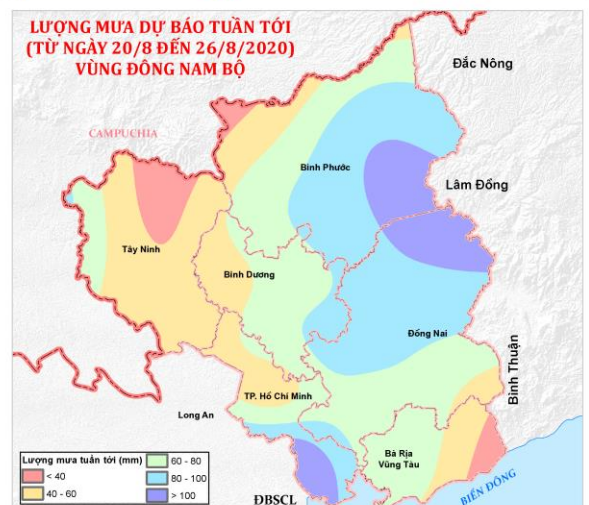 LƯỢNG MƯA DỰ BÁO TUẦN TỚI
(TỪ NGÀY 20/8 ĐẾN 26/8/2020)
VÙNG ĐÔNG NAM BỘ
Đắc Nông
CAMPUCHIA
Bình Phước
Lâm Đồng
Tây Ninh
Bình Dương
Đồng Nai
Bình Thuận
TP. Hồ Chí Minh
Long An
Bà Rịa
Vũng Tàu
Lượng mưa tuần tới (mm)
< 40
40 - 60
60 - 80
80 - 100
> 100
ĐBSCL
BIỂN ĐÔNG